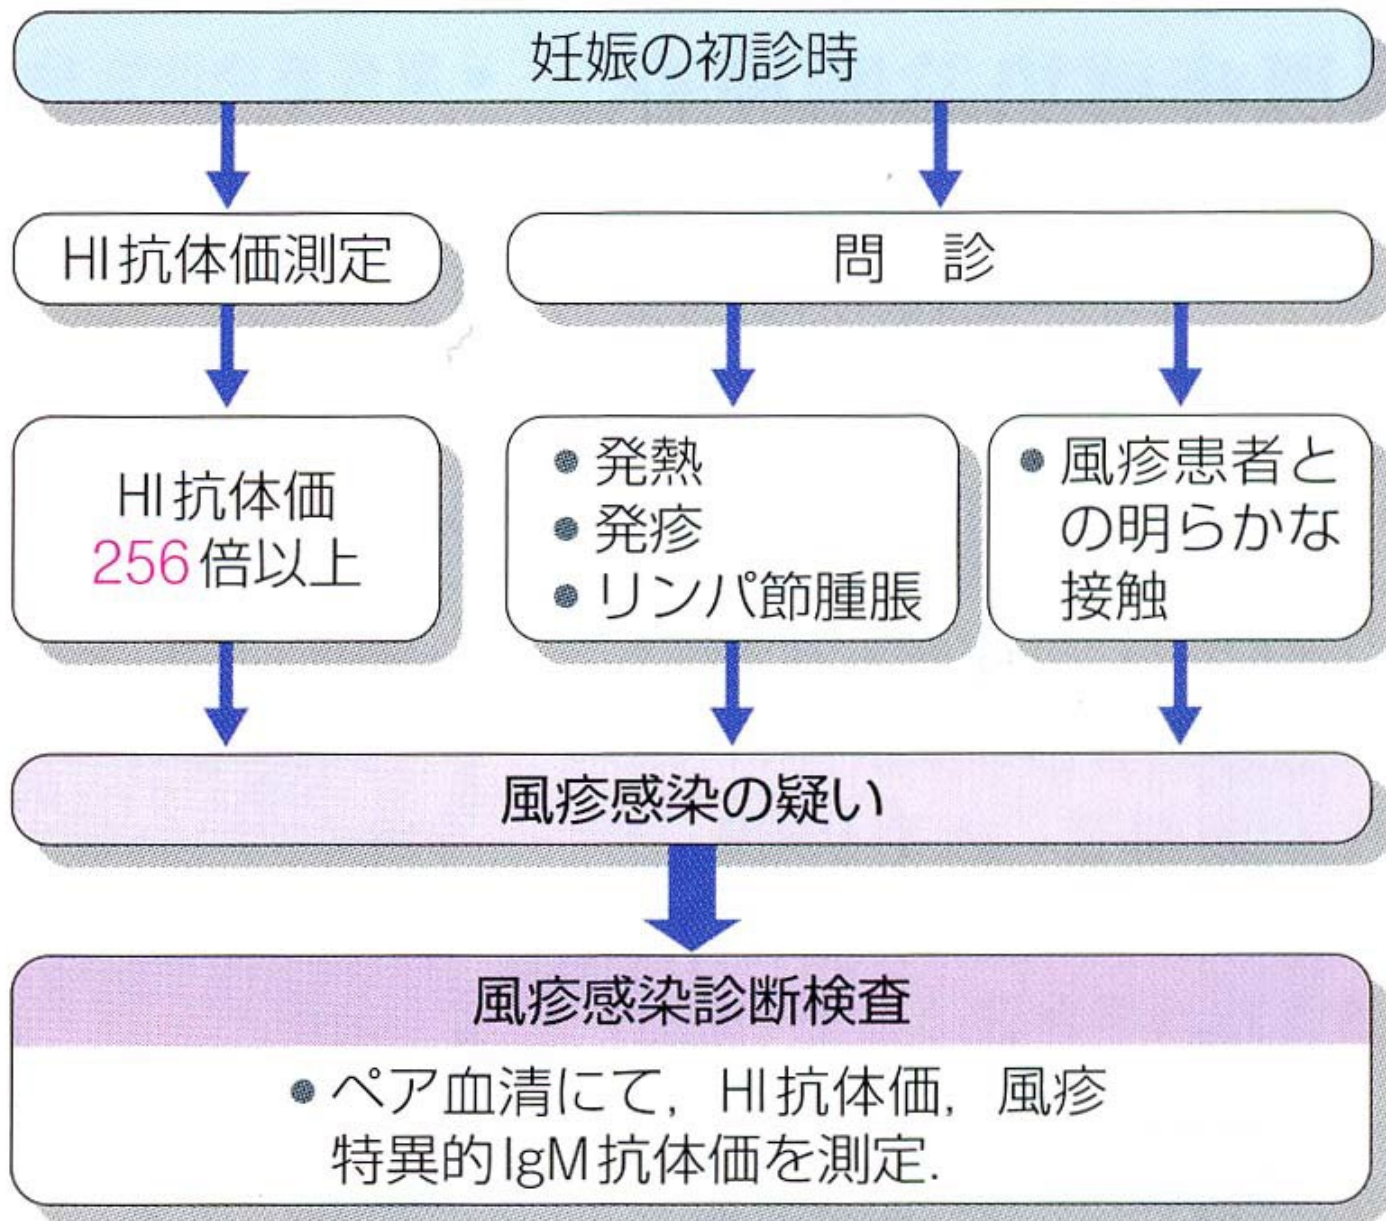 妊娠の初診時
HI抗体価測定
問 診
HI抗体価
256倍以上
● 発熱
● 発疹
● リンパ節腫脹
● 風疹患者と
の明らかな
接触
風疹感染の疑い
風疹感染診断検査
● ペア血清にて，HI抗体価，風疹
特異的IgM抗体価を測定.